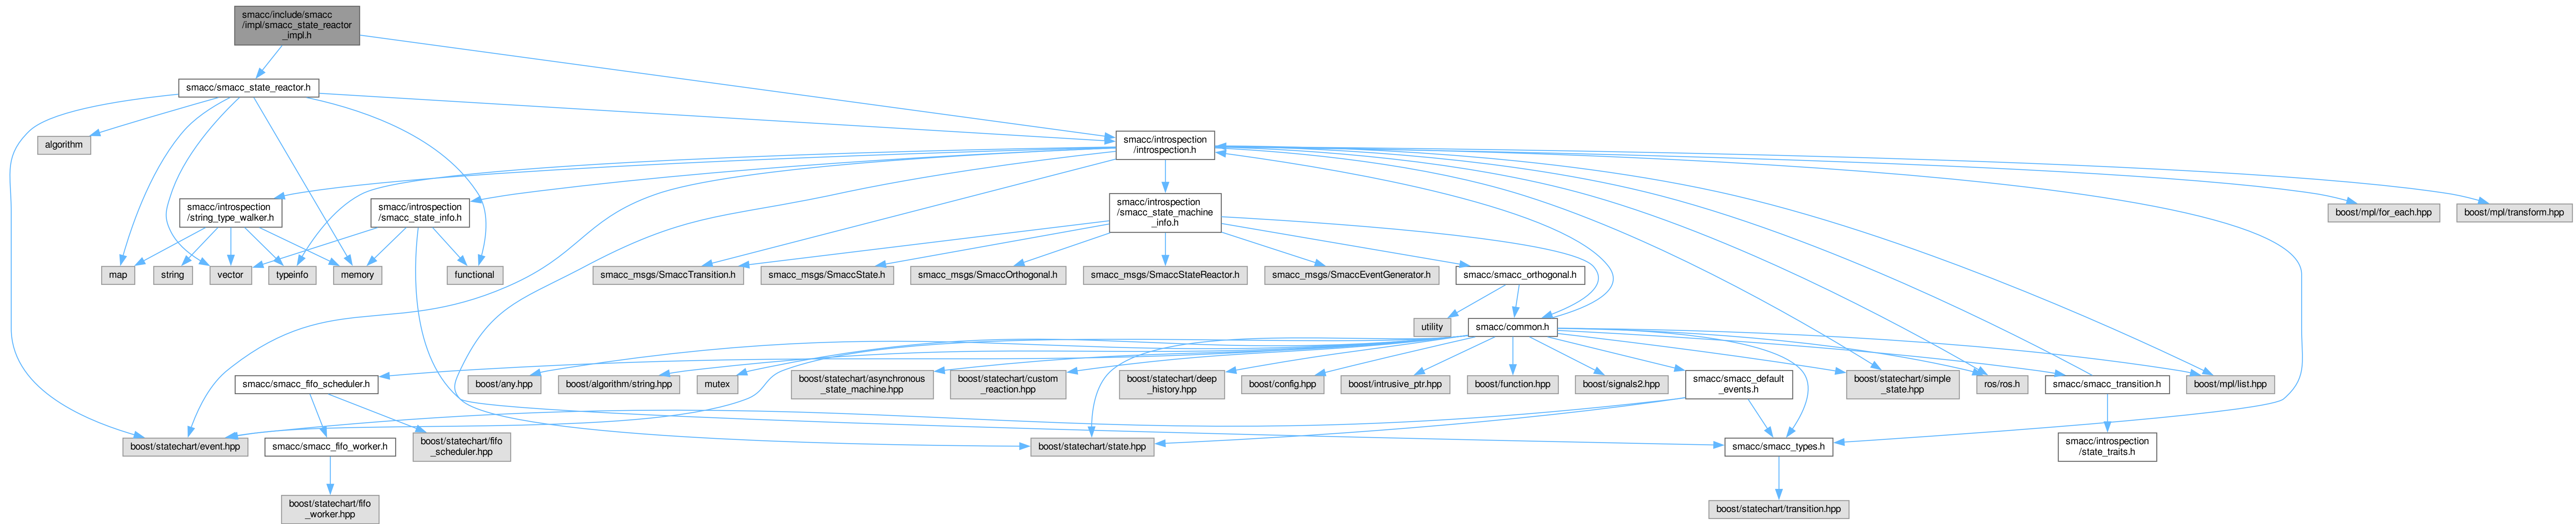 smacc/include/smacc
/impl/smacc_state_reactor
_impl.h
smacc/smacc_state_reactor.h
algorithm
smacc/introspection
/introspection.h
smacc/introspection
/string_type_walker.h
smacc/introspection
/smacc_state_info.h
smacc/introspection
/smacc_state_machine
_info.h
boost/mpl/for_each.hpp
boost/mpl/transform.hpp
map
string
vector
typeinfo
memory
functional
smacc_msgs/SmaccTransition.h
smacc_msgs/SmaccState.h
smacc_msgs/SmaccOrthogonal.h
smacc_msgs/SmaccStateReactor.h
smacc_msgs/SmaccEventGenerator.h
smacc/smacc_orthogonal.h
utility
smacc/common.h
smacc/smacc_fifo_scheduler.h
boost/any.hpp
boost/algorithm/string.hpp
mutex
boost/statechart/asynchronous
_state_machine.hpp
boost/statechart/custom
_reaction.hpp
boost/statechart/deep
_history.hpp
boost/config.hpp
boost/intrusive_ptr.hpp
boost/function.hpp
boost/signals2.hpp
smacc/smacc_default
_events.h
boost/statechart/simple
_state.hpp
ros/ros.h
smacc/smacc_transition.h
boost/mpl/list.hpp
boost/statechart/event.hpp
smacc/smacc_fifo_worker.h
boost/statechart/fifo
_scheduler.hpp
boost/statechart/state.hpp
smacc/smacc_types.h
smacc/introspection
/state_traits.h
boost/statechart/fifo
_worker.hpp
boost/statechart/transition.hpp